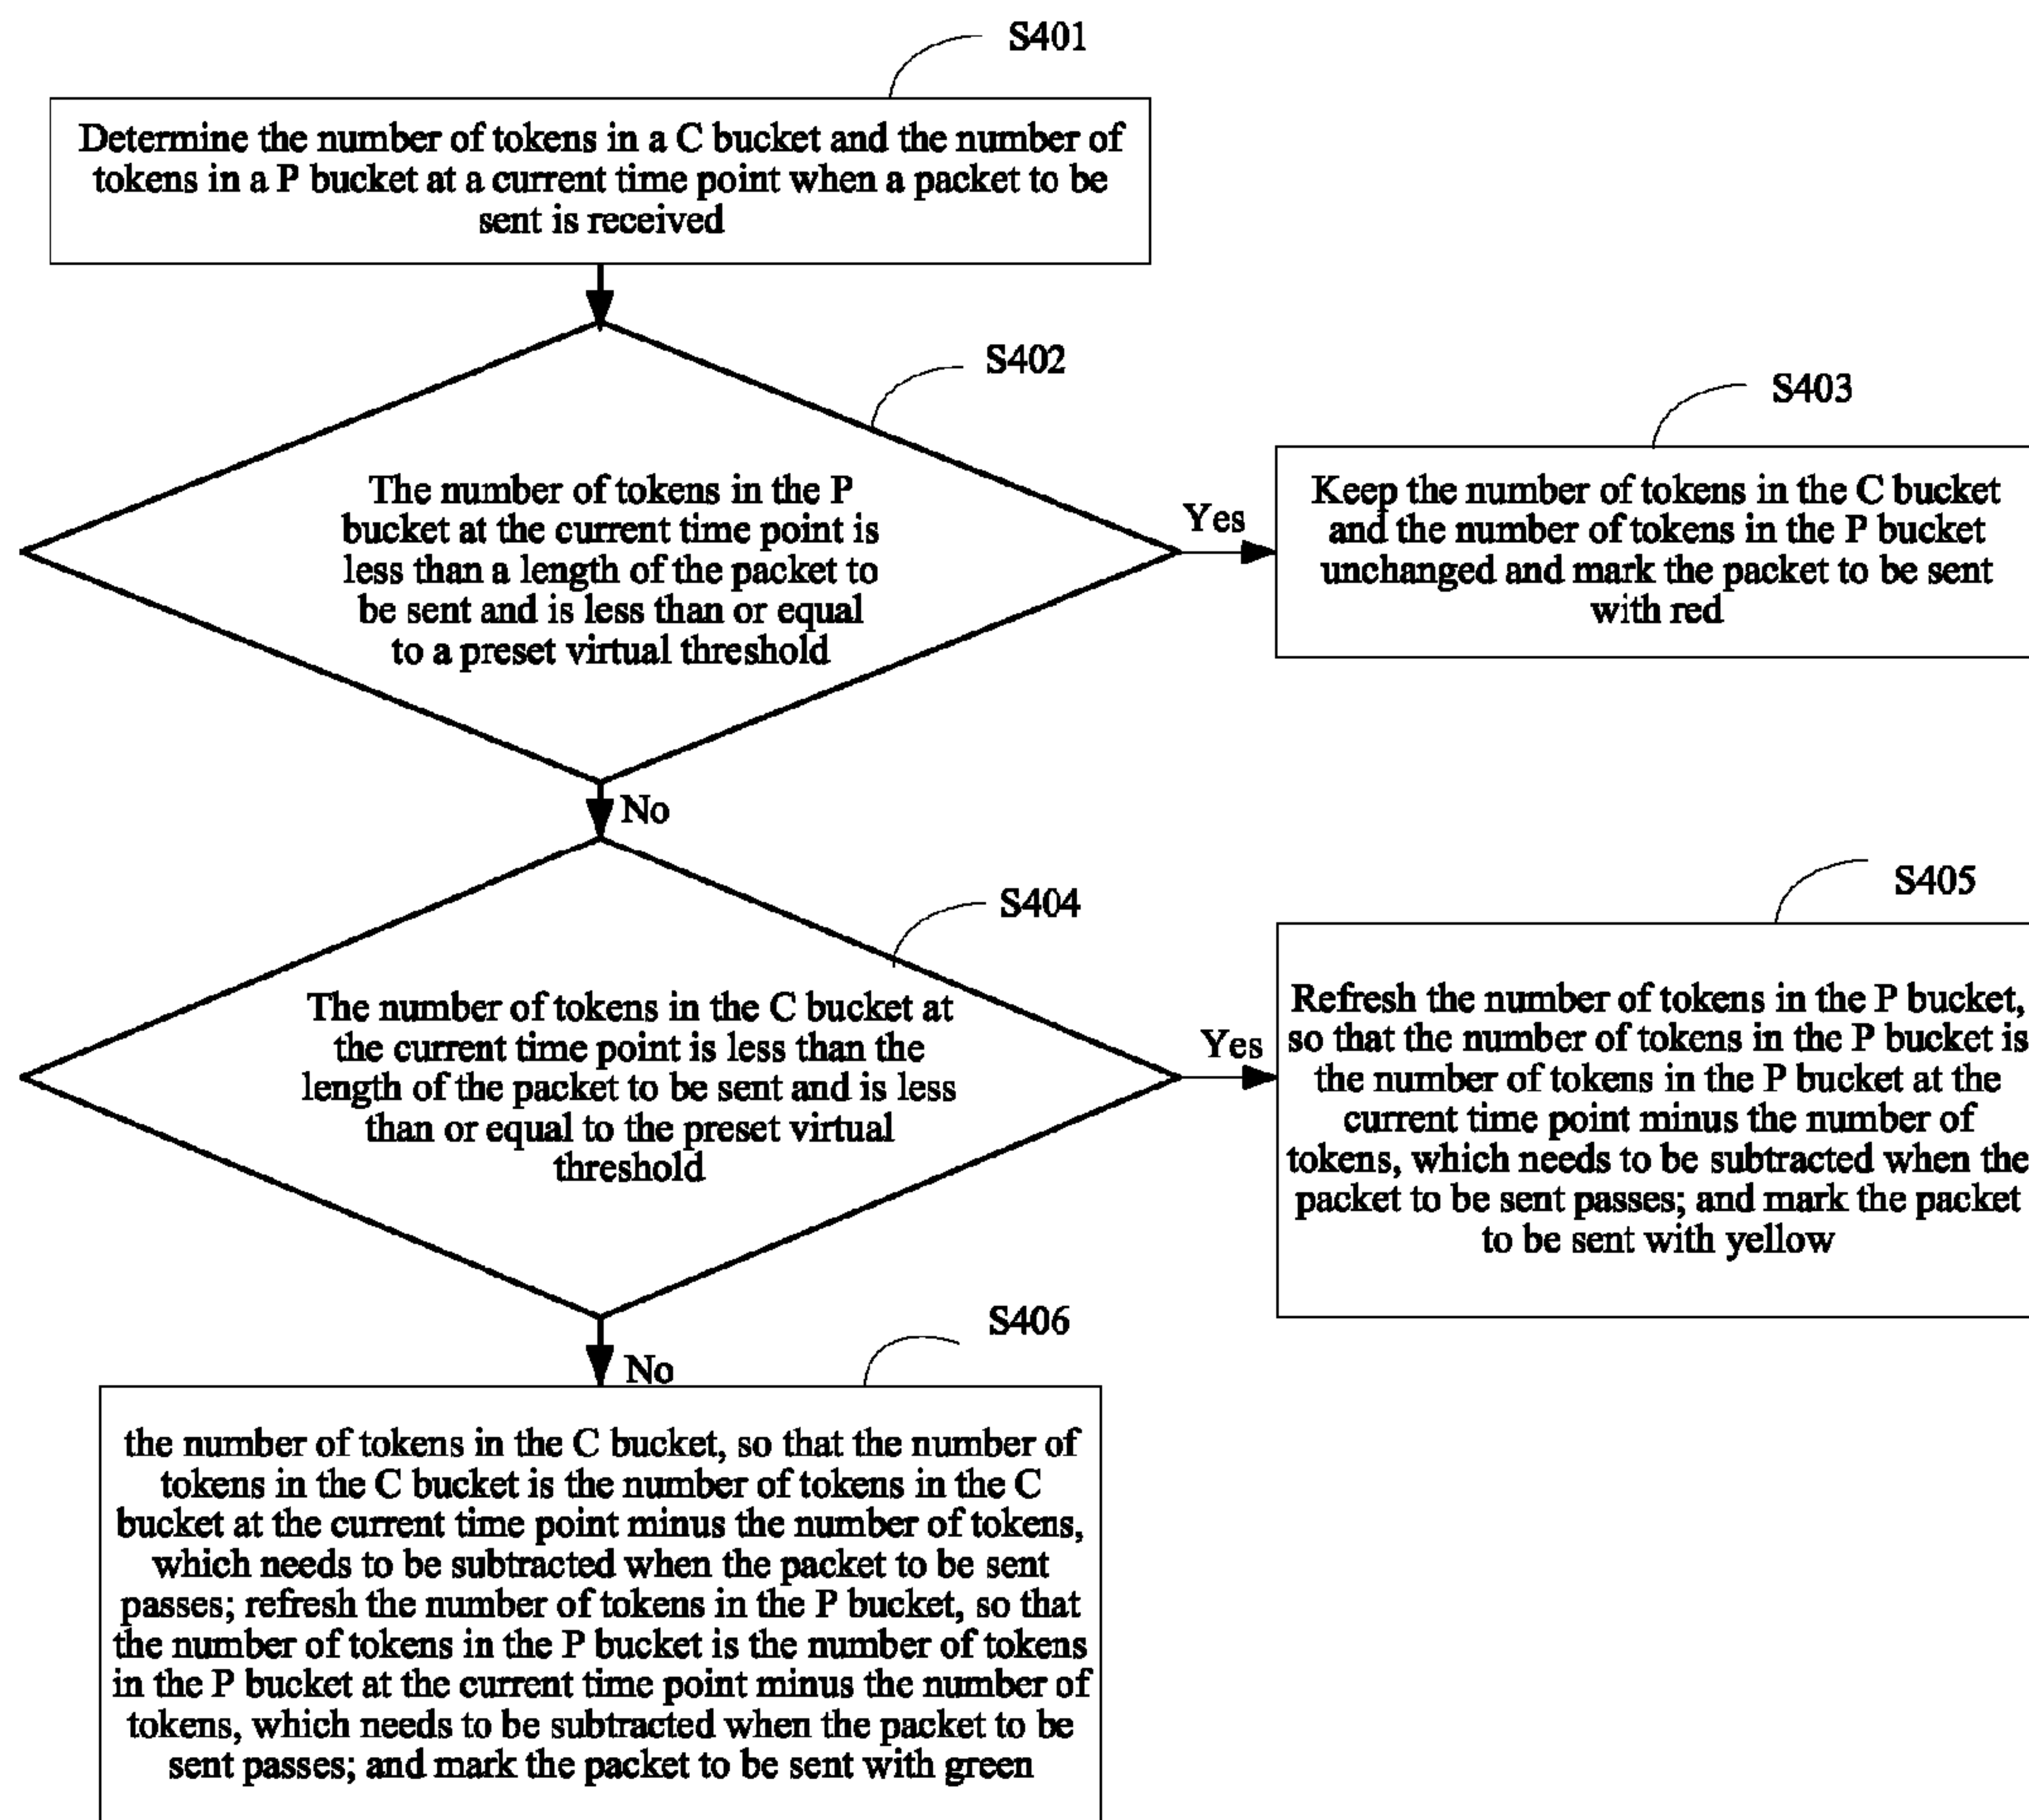 S401
Determine the number of tokens in a C bucket and the number of
tokens in a P bucket at a current time point when a packet to be
sent is received
S402
The number of tokens in the P
bucket at the current time point is
less than a length of the packet to
be sent and is less than or equal
to a preset virtual threshold
Yes
S403
Keep the number of tokens in the C bucket
and the number of tokens in the P bucket
unchanged and mark the packet to be sent
with red
No
S404
The number of tokens in the C bucket at
the current time point is less than the
length of the packet to be sent and is less
than or equal to the preset virtual
threshold
Yes
S405
Refresh the number of tokens in the P bucket,
so that the number of tokens in the P bucket is
the number of tokens in the P bucket at the
current time point minus the number of
tokens, which needs to be subtracted when the
packet to be sent passes; and mark the packet
to be sent with yellow
No
S406
the number of tokens in the C bucket, so that the number of
tokens in the C bucket is the number of tokens in the C
bucket at the current time point minus the number of tokens,
which needs to be subtracted when the packet to be sent
passes; refresh the number of tokens in the P bucket, so that
the number of tokens in the P bucket is the number of tokens
in the P bucket at the current time point minus the number of
tokens, which needs to be subtracted when the packet to be
sent passes; and mark the packet to be sent with green